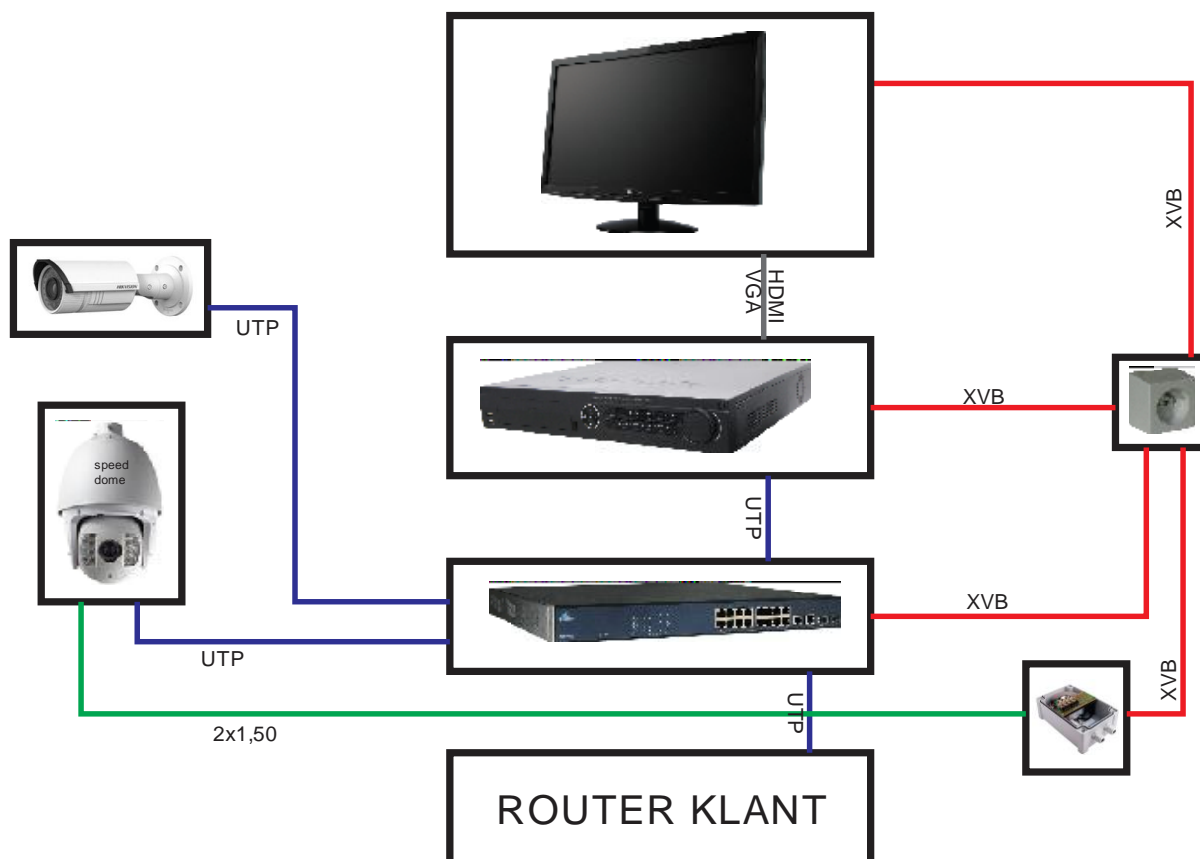 XVB
HDMI
VGA
UTP
XVB
speed
dome
UTP
XVB
UTP
XVB
UTP
2x1,50
ROUTER KLANT